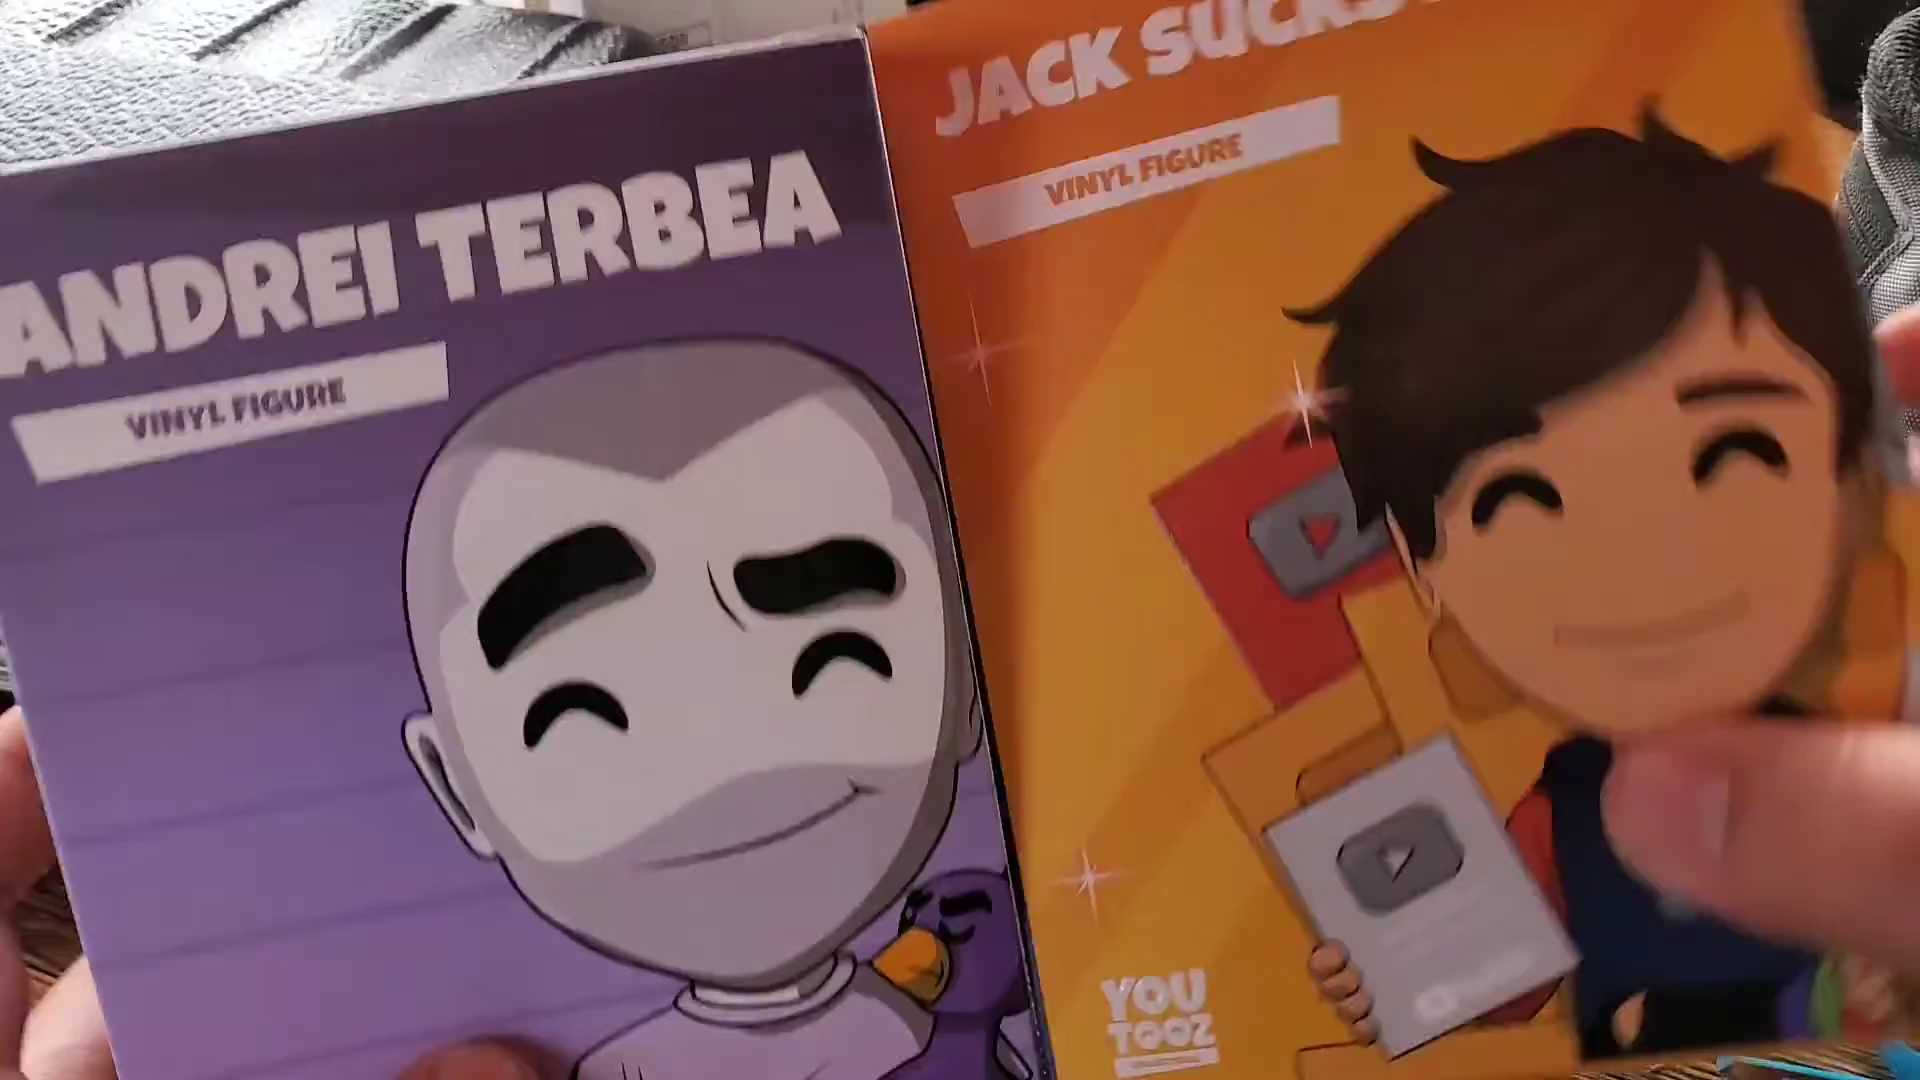 ANDREI TERBEA
VINYL FIGURE
JACK SUCKS
VINYL FIGURE
YOU
TOOZ